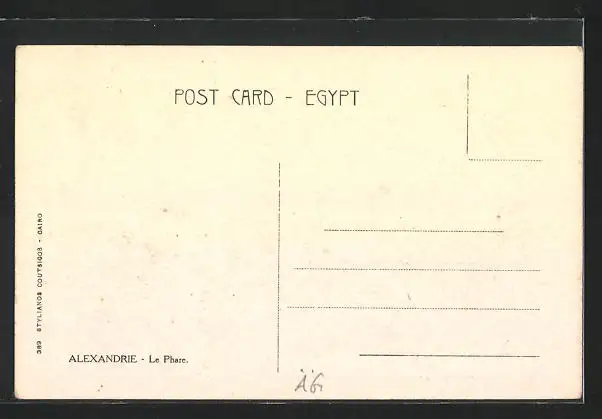 POST CARD - EGYPT
389 STYLIANOS COUTSICOS - CAIRO
ALEXANDRIE - Le Phare.